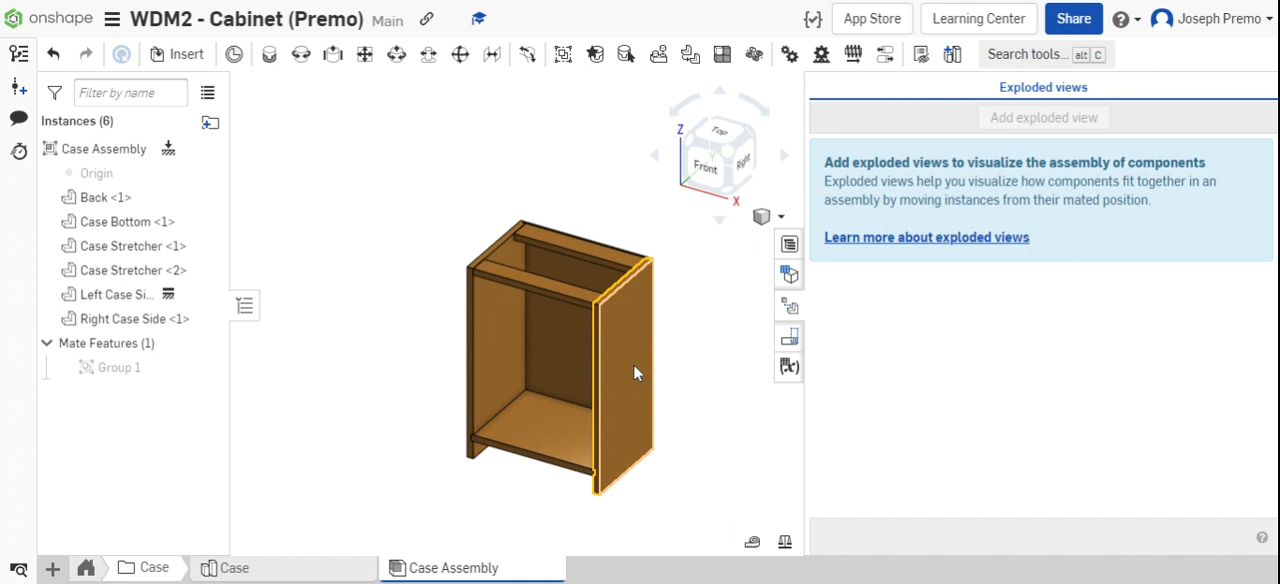 onshape
WDM2 - Cabinet (Premo) Main
App Store
Learning Center
Share
Joseph Premo
Insert
Search tools... alt C
Filter by name
Instances (6)
Case Assembly
Origin
Back <1>
Case Bottom <1>
Case Stretcher <1>
Case Stretcher <2>
Left Case Si...
Right Case Side <1>
Mate Features (1)
Group 1
Z
Top
Front
Right
Y
X
Exploded views
Add exploded view
Add exploded views to visualize the assembly of components
Exploded views help you visualize how components fit together in an
assembly by moving instances from their mated position.
Learn more about exploded views
Case
Case
Case Assembly